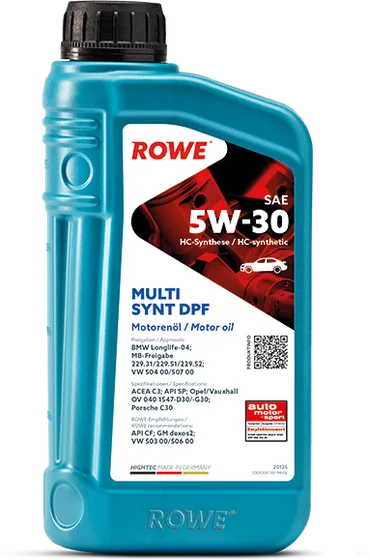 ROWE®
SAE
5W-30
HC-Synthese / HC-synthetic
MULTI
SYNT DPF
Motorenöl / Motor oil
Freigaben / Approvals:
BMW Longlife-04;
MB-Freigabe
229.31/229.51/229.52;
VW 504 00/507 00
Spezifikationen / Specifications:
ACEA C3; API SP; Opel/Vauxhall
OV 040 1547-D30/-G30;
Porsche C30
ROWE-Empfehlungen/
ROWE recommendations:
API CF; GM dexos2;
VW 503 00/506 00
PRODUKTINFO
auto
motor
sport
HIGHTEC MADE IN GERMANY
20125
ROWE®